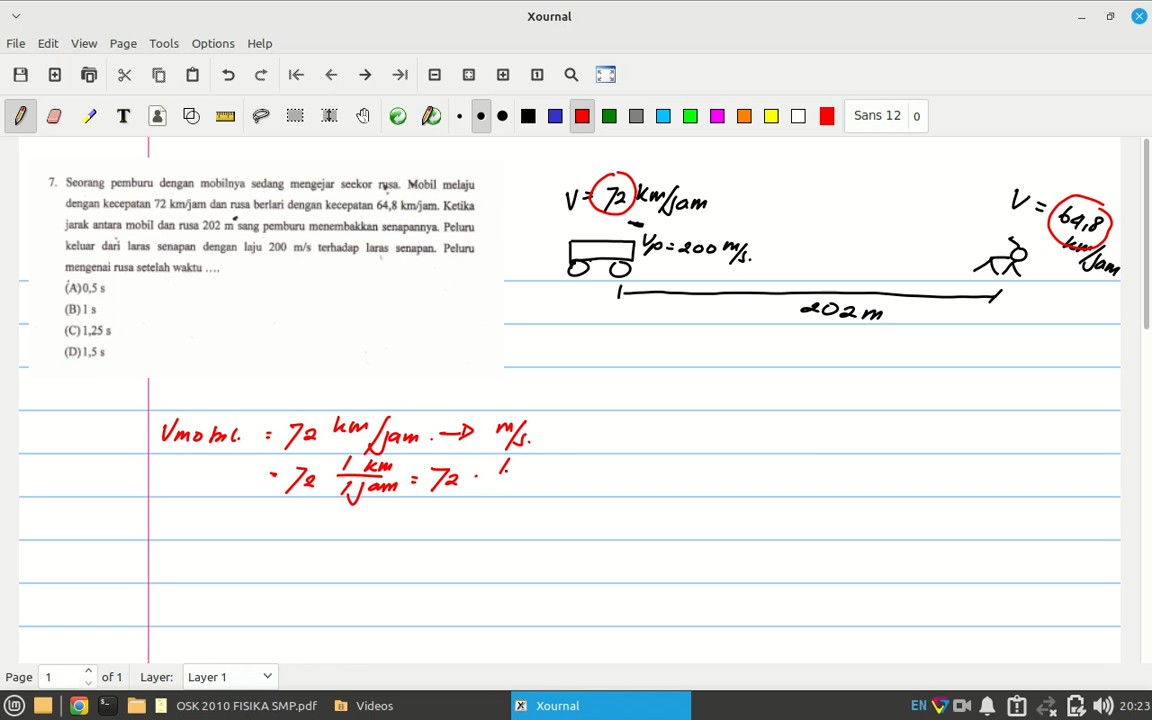 Xournal
File Edit View Page Tools Options Help
Sans 12 0
7. Seorang pemburu dengan mobilnya sedang mengejar seekor rusa. Mobil melaju
dengan kecepatan 72 km/jam dan rusa berlari dengan kecepatan 64,8 km/jam. Ketika
jarak antara mobil dan rusa 202 m sang pemburu menembakkan senapannya. Peluru
keluar dari laras senapan dengan laju 200 m/s terhadap laras senapan. Peluru
mengenai rusa setelah waktu ....
(A) 0,5 s
(B) 1 s
(C) 1,25 s
(D) 1,5 s
V = 72 km/jam
Vp = 200 m/s.
V = 64,8
km/jam
202 m
Vmobil. = 72 km/jam. → m/s.
= 72 1 km/1 jam = 72 . 1
Page 1 of 1 Layer: Layer 1
OSK 2010 FISIKA SMP.pdf Videos Xournal EN 20:23